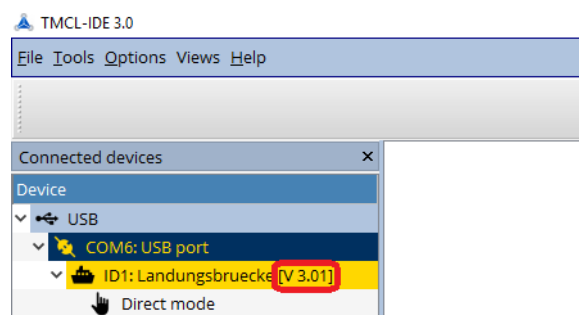 TMCL-IDE 3.0
File Tools Options Views Help
Connected devices
Device
USB
COM6: USB port
ID1: Landungsbruecke [V 3.01]
Direct mode